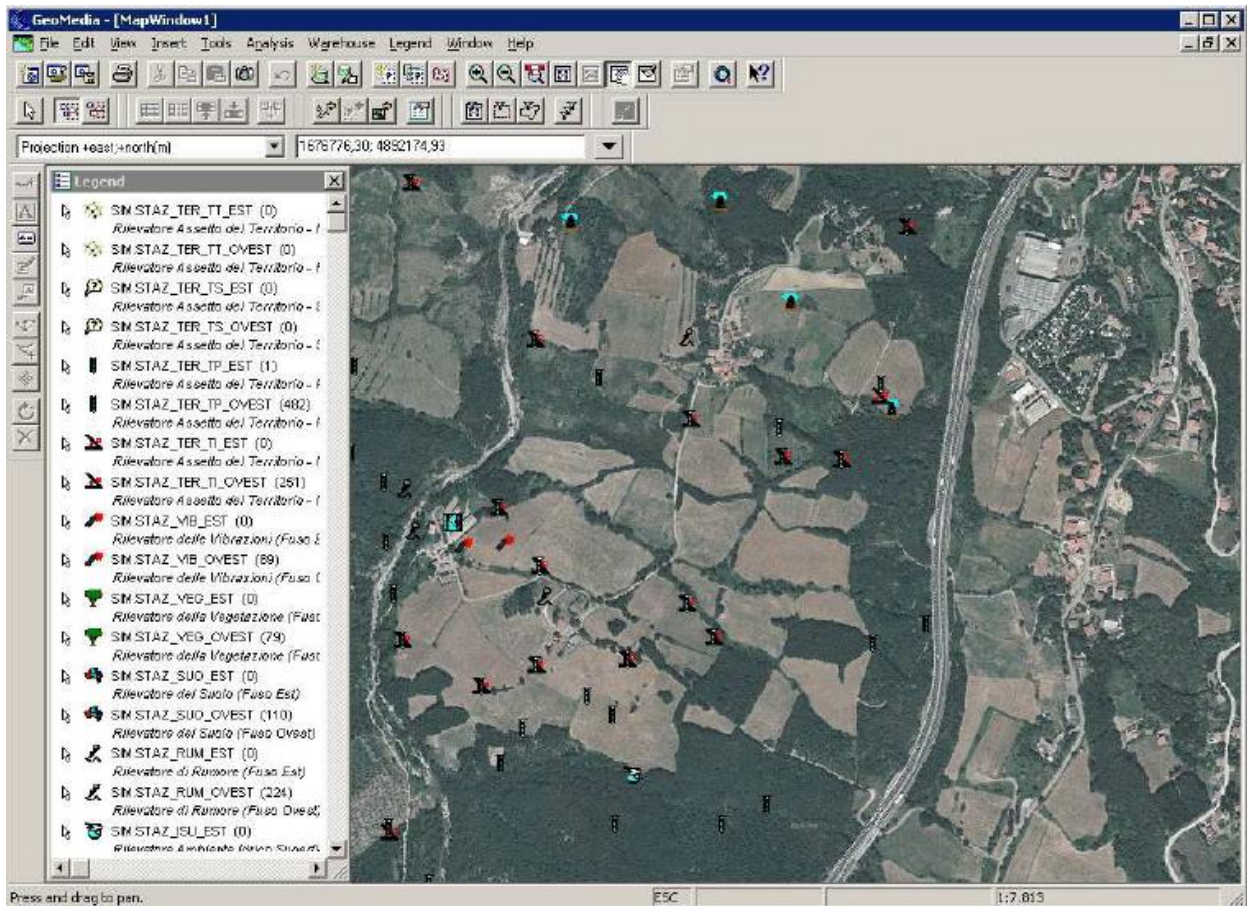 GeoMedia - [MapWindow1]
File Edit View Insert Tools Analysis Warehouse Legend Window Help
Projection +east;+north(m) 1676776,30; 4892174,93
Legend
SIM.STAZ_TER_TT_EST (0)
Rilevatore Assetto del Territorio -
SIM.STAZ_TER_TT_OVEST (0)
Rilevatore Assetto del Territorio -
SIM.STAZ_TER_TS_EST (0)
Rilevatore Assetto del Territorio -
SIM.STAZ_TER_TS_OVEST (0)
Rilevatore Assetto del Territorio -
SIM.STAZ_TER_TP_EST (1)
Rilevatore Assetto del Territorio -
SIM.STAZ_TER_TP_OVEST (482)
Rilevatore Assetto del Territorio -
SIM.STAZ_TER_TI_EST (0)
Rilevatore Assetto del Territorio -
SIM.STAZ_TER_TI_OVEST (251)
Rilevatore Assetto del Territorio -
SIM.STAZ_VIB_EST (0)
Rilevatore delle Vibrazioni (Fuso
SIM.STAZ_VIB_OVEST (89)
Rilevatore delle Vibrazioni (Fuso
SIM.STAZ_VEG_EST (0)
Rilevatore della Vegetazione (Fuso
SIM.STAZ_VEG_OVEST (79)
Rilevatore della Vegetazione (Fuso
SIM.STAZ_SUO_EST (0)
Rilevatore del Suolo (Fuso Est)
SIM.STAZ_SUO_OVEST (110)
Rilevatore del Suolo (Fuso Ovest)
SIM.STAZ_RUM_EST (0)
Rilevatore di Rumore (Fuso Est)
SIM.STAZ_RUM_OVEST (224)
Rilevatore di Rumore (Fuso Ovest)
SIM.STAZ_ISU_EST (0)
Rilevatore Ambiente Idrico
Press and drag to pan. ESC 1:7.813